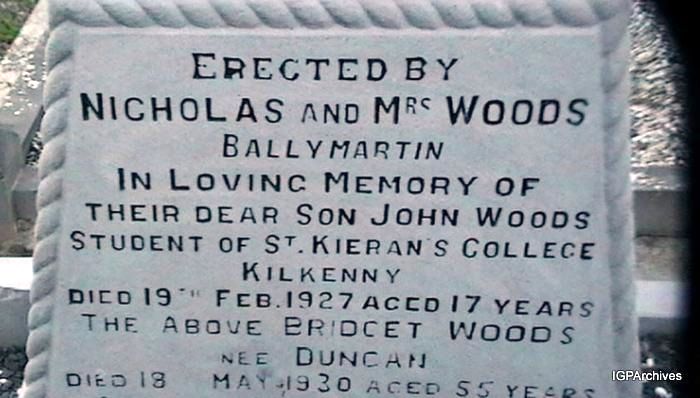 ERECTED BY
NICHOLAS AND MRS WOODS
BALLYMARTIN
IN LOVING MEMORY OF
THEIR DEAR SON JOHN WOODS
STUDENT OF ST. KIERAN'S COLLEGE
KILKENNY
DIED 19TH FEB. 1927 AGED 17 YEARS
THE ABOVE BRIDGET WOODS
NEE DUNCAN
DIED 18 MAY 1930 AGED 55 YEARS
IGPArchives